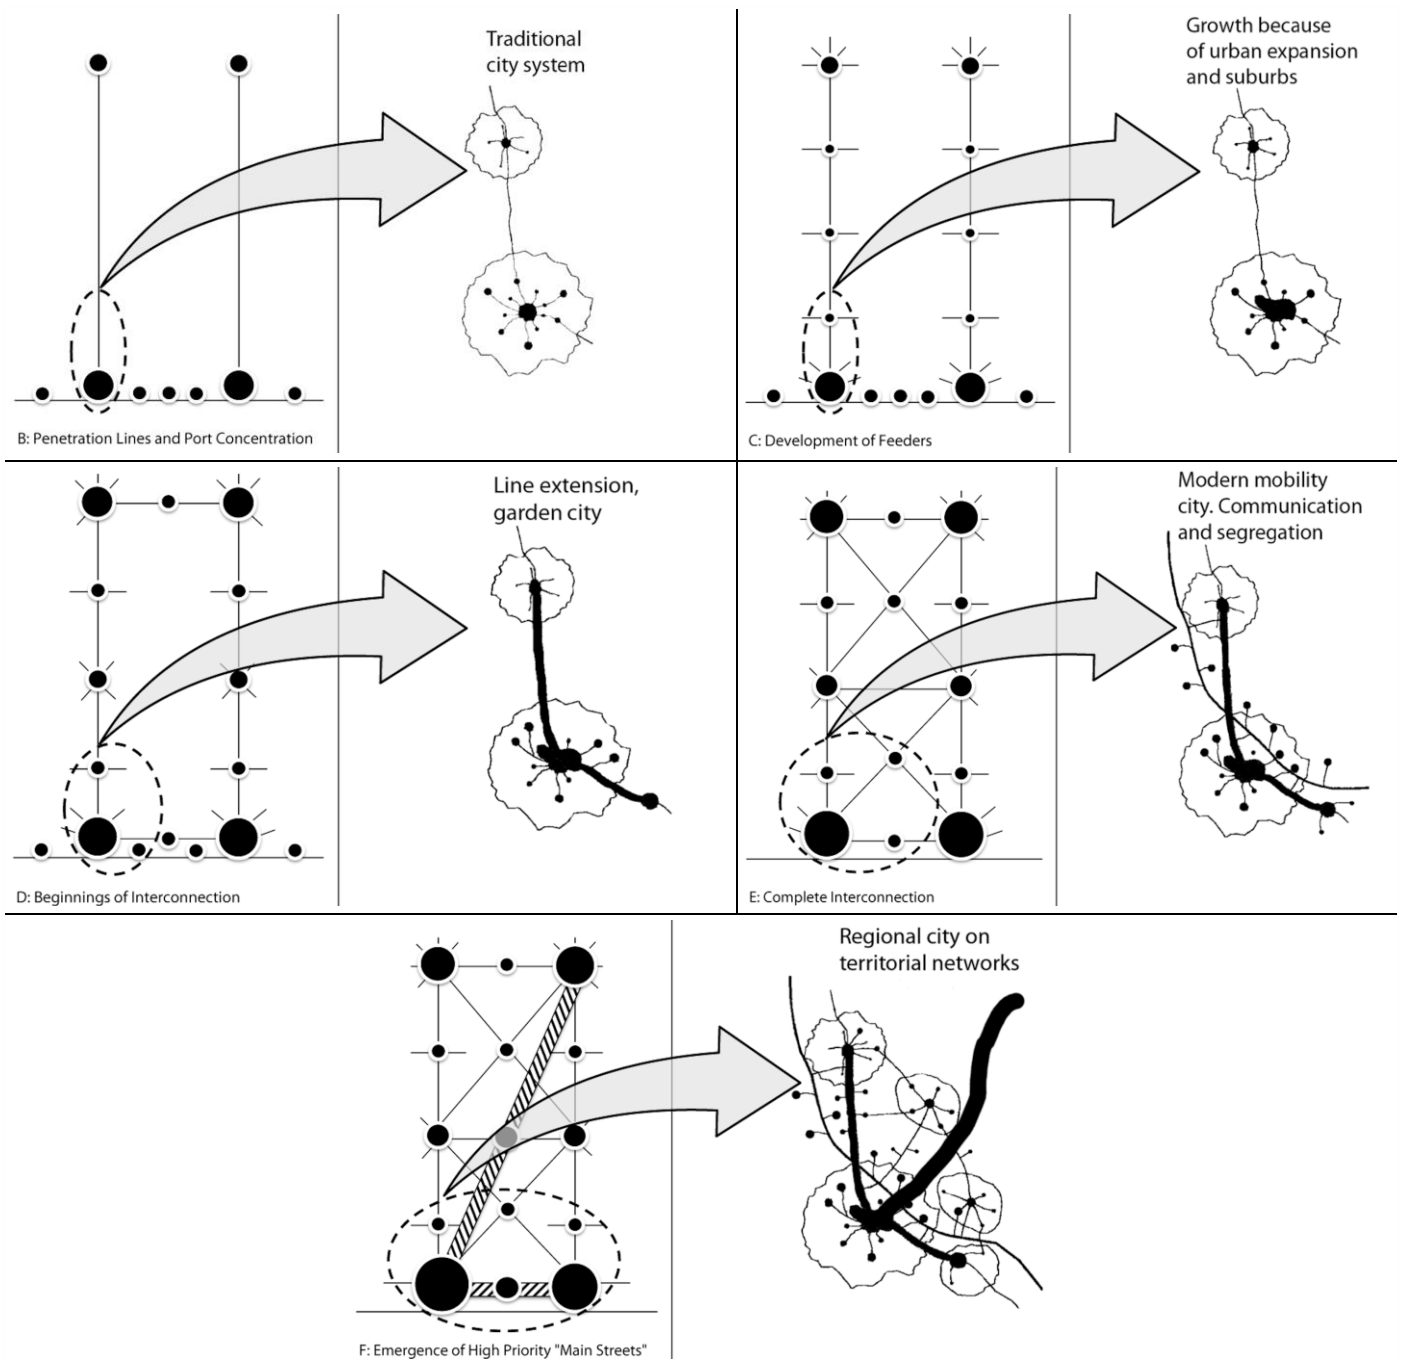 Traditional
city system
B: Penetration Lines and Port Concentration
Growth because
of urban expansion
and suburbs
C: Development of Feeders
Line extension,
garden city
D: Beginnings of Interconnection
Modern mobility
city. Communication
and segregation
E: Complete Interconnection
Regional city on
territorial networks
F: Emergence of High Priority "Main Streets"